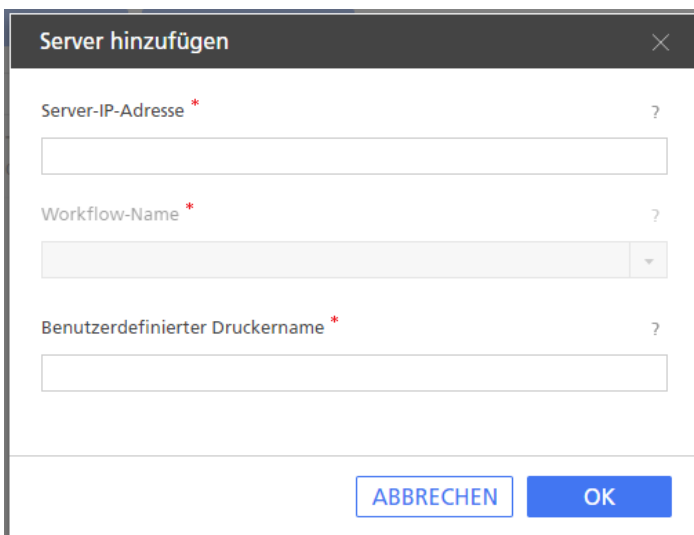 Server hinzufügen
Server-IP-Adresse *
?
Workflow-Name *
?
Benutzerdefinierter Druckername *
?
ABBRECHEN
OK